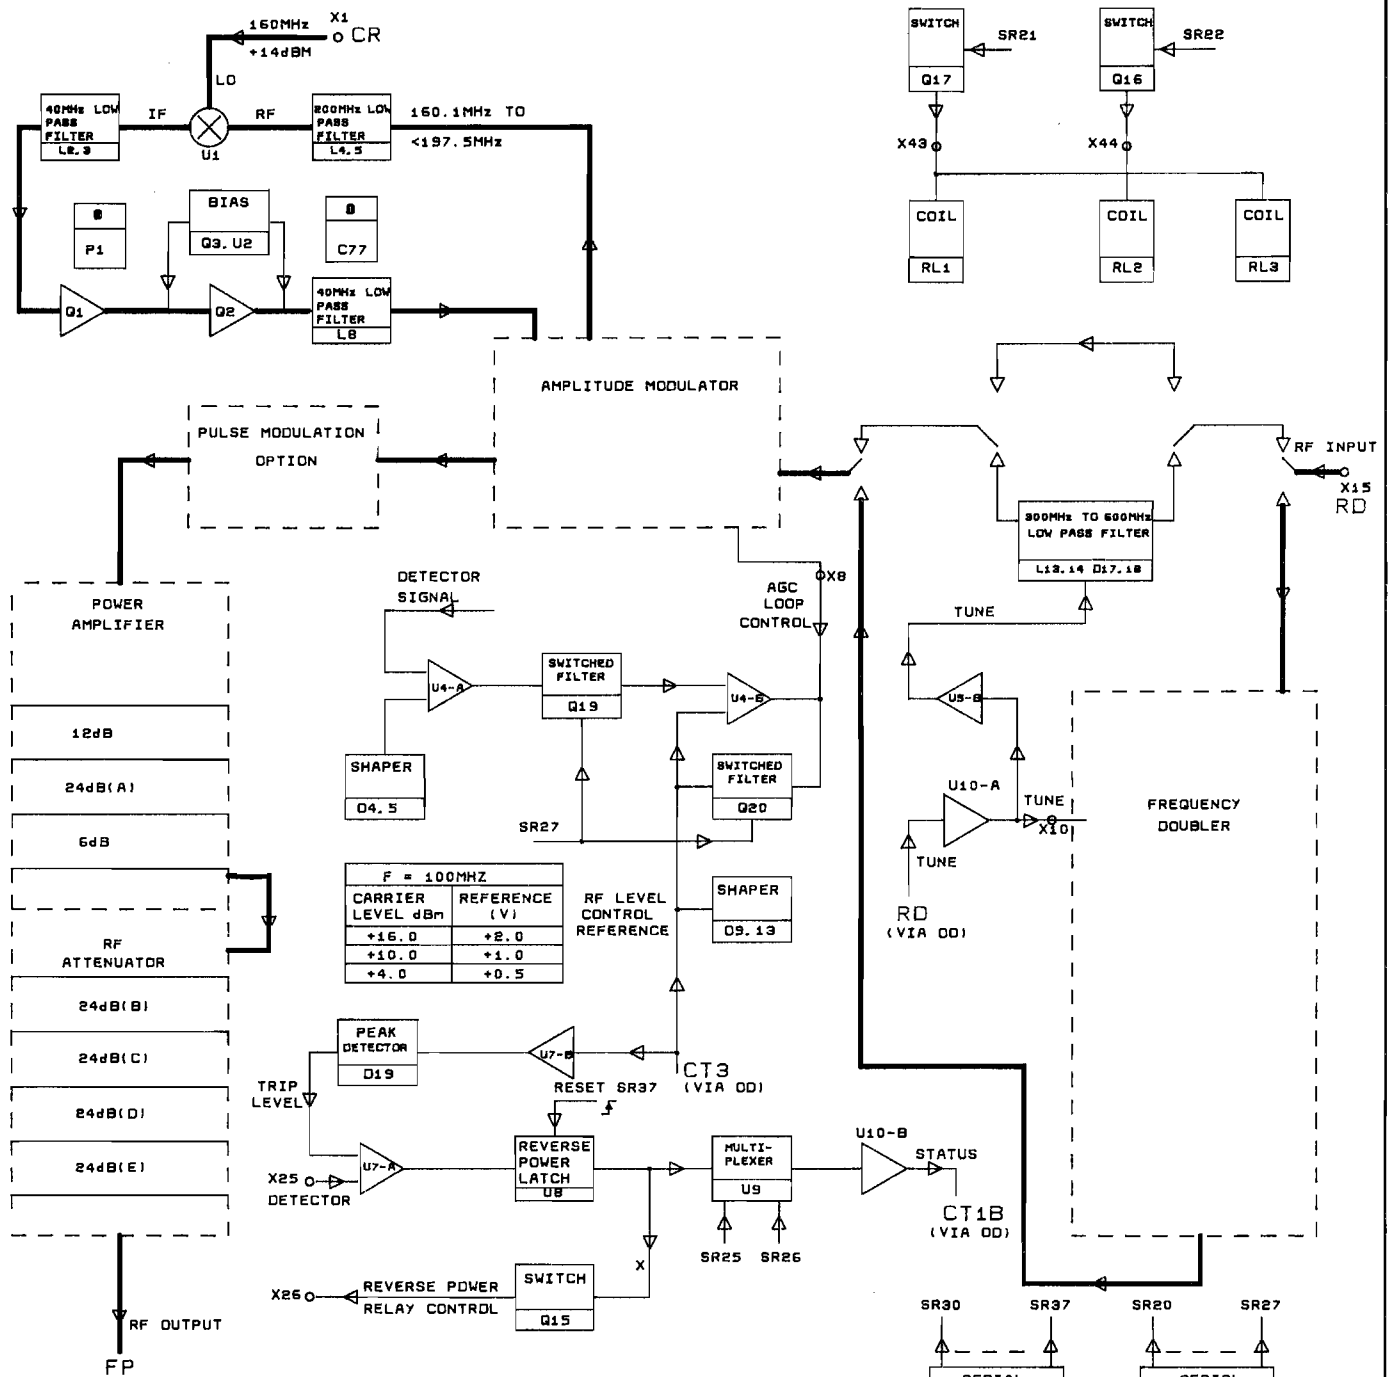 160MHz
X1
CR
+14dBM
LO
40MHz LOW
PASS
FILTER
L2.3
IF
U1
RF
200MHz LOW
PASS
FILTER
L4.5
160.1MHz TO
<197.5MHz
SWITCH
Q17
SR21
X43
SWITCH
Q16
SR22
X44
COIL
RL1
COIL
RL2
COIL
RL3
P1
BIAS
Q3. U2
C77
Q1
Q2
40MHz LOW
PASS
FILTER
L8
AMPLITUDE MODULATOR
PULSE MODULATION
OPTION
RF INPUT
X15
RD
300MHz TO 600MHz
LOW PASS FILTER
L13.14 D17.18
TUNE
POWER
AMPLIFIER
12dB
24dB(A)
6dB
RF
ATTENUATOR
24dB(B)
24dB(C)
24dB(D)
24dB(E)
RF OUTPUT
FP
DETECTOR
SIGNAL
U4-A
SWITCHED
FILTER
Q19
AGC
LOOP
CONTROL
X8
U4-B
SHAPER
D4. 5
SR27
SWITCHED
FILTER
Q20
U5-B
U10-A
TUNE
X10
TUNE
RD
(VIA DD)
FREQUENCY
DOUBLER
F = 100MHZ
CARRIER LEVEL dBm REFERENCE (V)
+16.0 +2.0
+10.0 +1.0
+4.0 +0.5
RF LEVEL
CONTROL
REFERENCE
SHAPER
D9. 13
PEAK
DETECTOR
D19
U7-B
CT3
(VIA DD)
TRIP
LEVEL
RESET SR37
X25
DETECTOR
U7-A
REVERSE
POWER
LATCH
U8
MULTI-
PLEXER
U9
SR25
SR26
U10-B
STATUS
CT1B
(VIA DD)
X
X26
REVERSE POWER
RELAY CONTROL
SWITCH
Q15
SR30
SR37
SR20
SR27
SERIAL
SERIAL